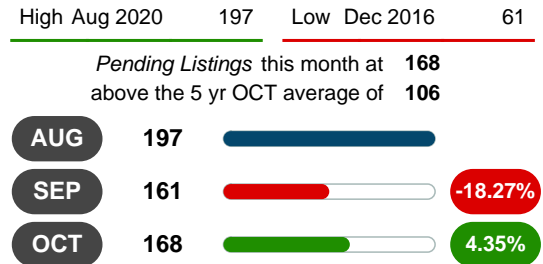 High Aug 2020 197 Low Dec 2016 61
Pending Listings this month at 168
above the 5 yr OCT average of 106
AUG 197
SEP 161 -18.27%
OCT 168 4.35%